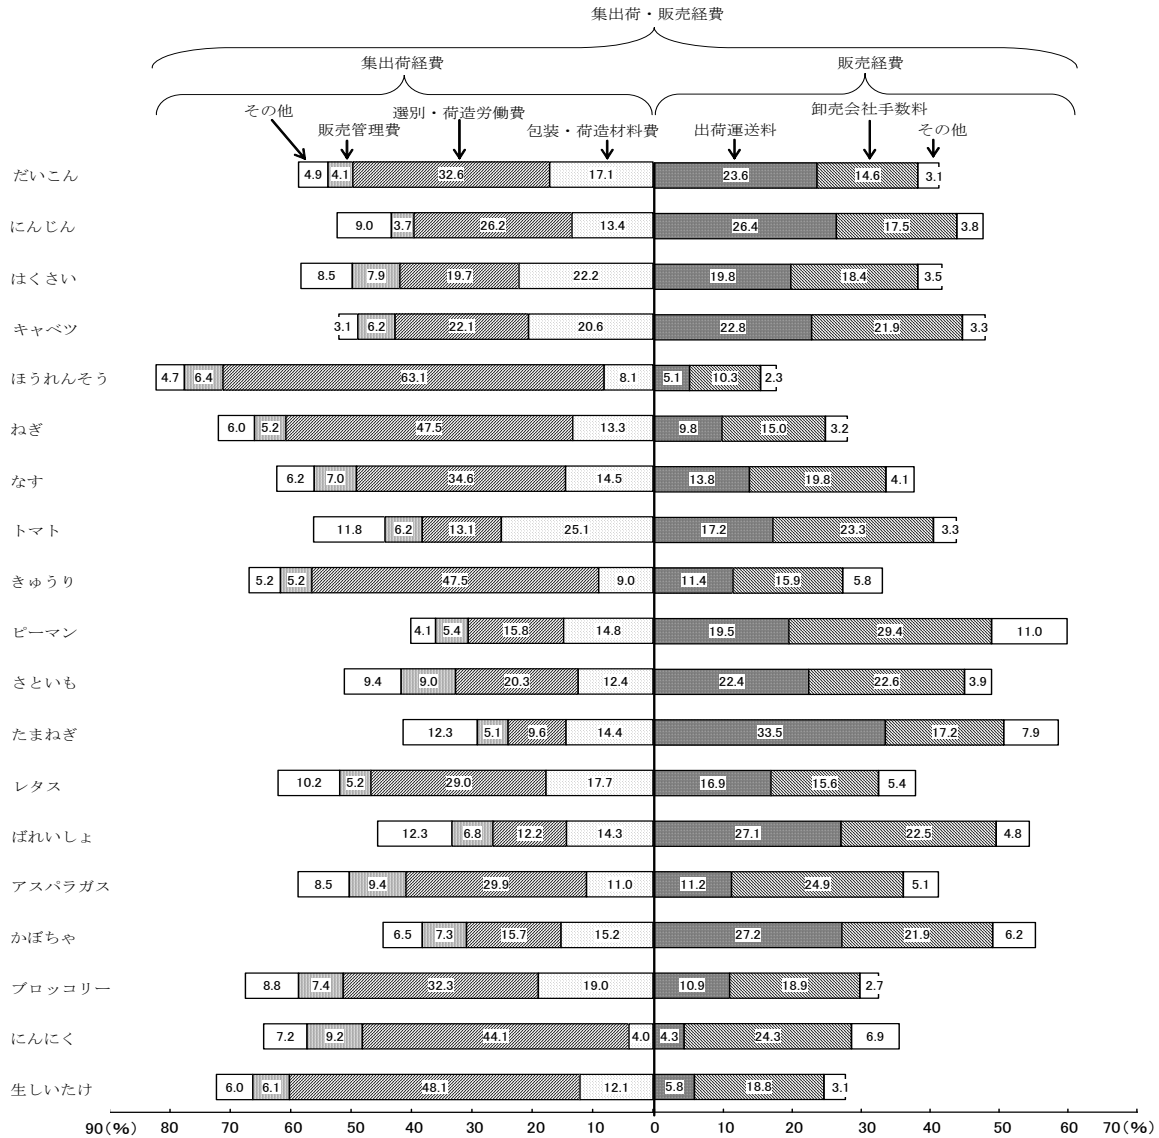 集出荷・販売経費
集出荷経費 販売経費
その他 販売管理費 選別・荷造労働費 包装・荷造材料費 出荷運送料 卸売会社手数料 その他
だいこん 4.9 4.1 32.6 17.1 23.6 14.6 3.1
にんじん 9.0 3.7 26.2 13.4 26.4 17.5 3.8
はくさい 8.5 7.9 19.7 22.2 19.8 18.4 3.5
キャベツ 3.1 6.2 22.1 20.6 22.8 21.9 3.3
ほうれんそう 4.7 6.4 63.1 8.1 5.1 10.3 2.3
ねぎ 6.0 5.2 47.5 13.3 9.8 15.0 3.2
なす 6.2 7.0 34.6 14.5 13.8 19.8 4.1
トマト 11.8 6.2 13.1 25.1 17.2 23.3 3.3
きゅうり 5.2 5.2 47.5 9.0 11.4 15.9 5.8
ピーマン 4.1 5.4 15.8 14.8 19.5 29.4 11.0
さといも 9.4 9.0 20.3 12.4 22.4 22.6 3.9
たまねぎ 12.3 5.1 9.6 14.4 33.5 17.2 7.9
レタス 10.2 5.2 29.0 17.7 16.9 15.6 5.4
ばれいしょ 12.3 6.8 12.2 14.3 27.1 22.5 4.8
アスパラガス 8.5 9.4 29.9 11.0 11.2 24.9 5.1
かぼちゃ 6.5 7.3 15.7 15.2 27.2 21.9 6.2
ブロッコリー 8.8 7.4 32.3 19.0 10.9 18.9 2.7
にんにく 7.2 9.2 44.1 4.0 4.3 24.3 6.9
生しいたけ 6.0 6.1 48.1 12.1 5.8 18.8 3.1
90(%) 80 70 60 50 40 30 20 10 0 10 20 30 40 50 60 70(%)